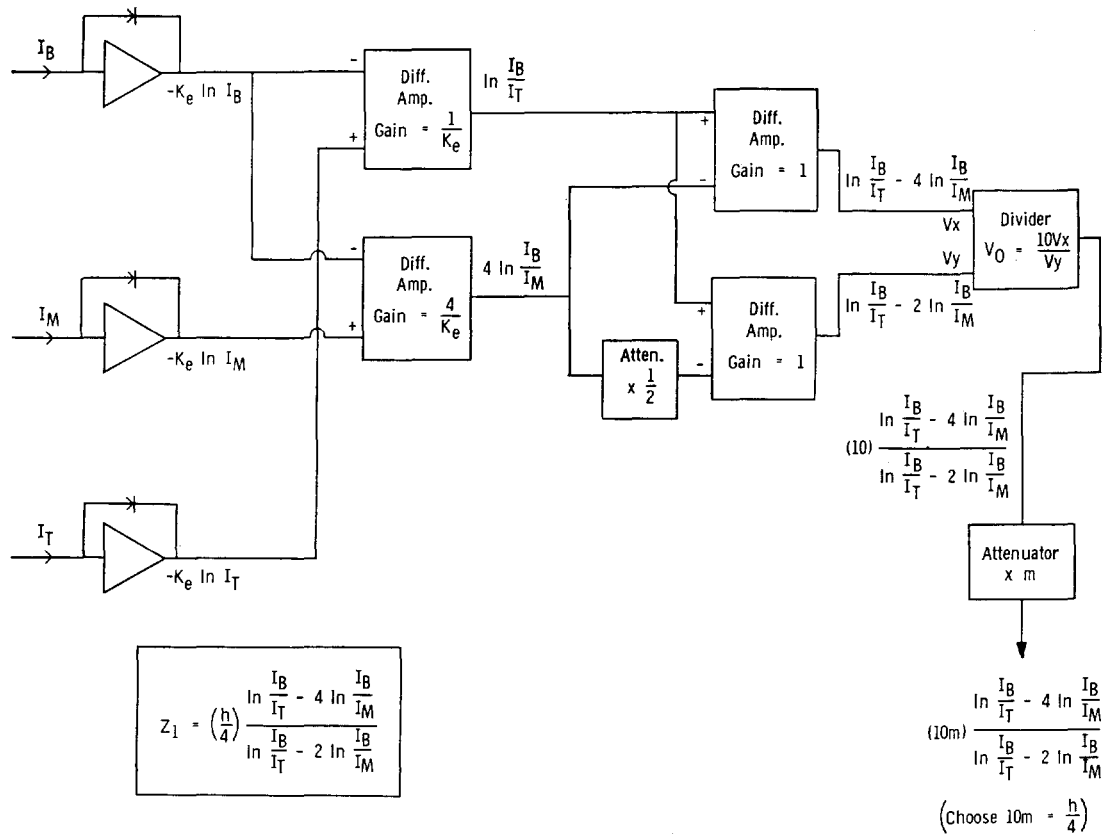 I_B
-K_e ln I_B
-
+
Diff.
Amp.
Gain = 1/K_e
ln I_B/I_T
I_M
-K_e ln I_M
-
+
Diff.
Amp.
Gain = 4/K_e
4 ln I_B/I_M
I_T
-K_e ln I_T
+
-
Diff.
Amp.
Gain = 1
ln I_B/I_T - 4 ln I_B/I_M
Atten.
x 1/2
+
-
Diff.
Amp.
Gain = 1
ln I_B/I_T - 2 ln I_B/I_M
Vx
Vy
Divider
V_O = 10Vx/Vy
(10) (ln I_B/I_T - 4 ln I_B/I_M)/(ln I_B/I_T - 2 ln I_B/I_M)
Attenuator
x m
(10m) (ln I_B/I_T - 4 ln I_B/I_M)/(ln I_B/I_T - 2 ln I_B/I_M)
(Choose 10m = h/4)
Z_1 = (h/4) (ln I_B/I_T - 4 ln I_B/I_M)/(ln I_B/I_T - 2 ln I_B/I_M)